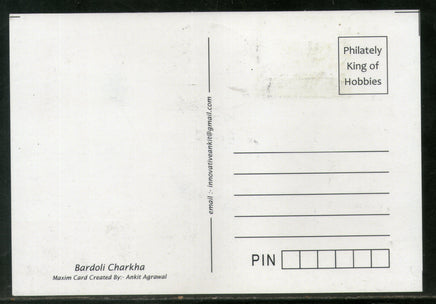 Philately
King of
Hobbies
email :- innovativeankit@gmail.com
PIN
Bardoli Charkha
Maxim Card Created By:- Ankit Agrawal